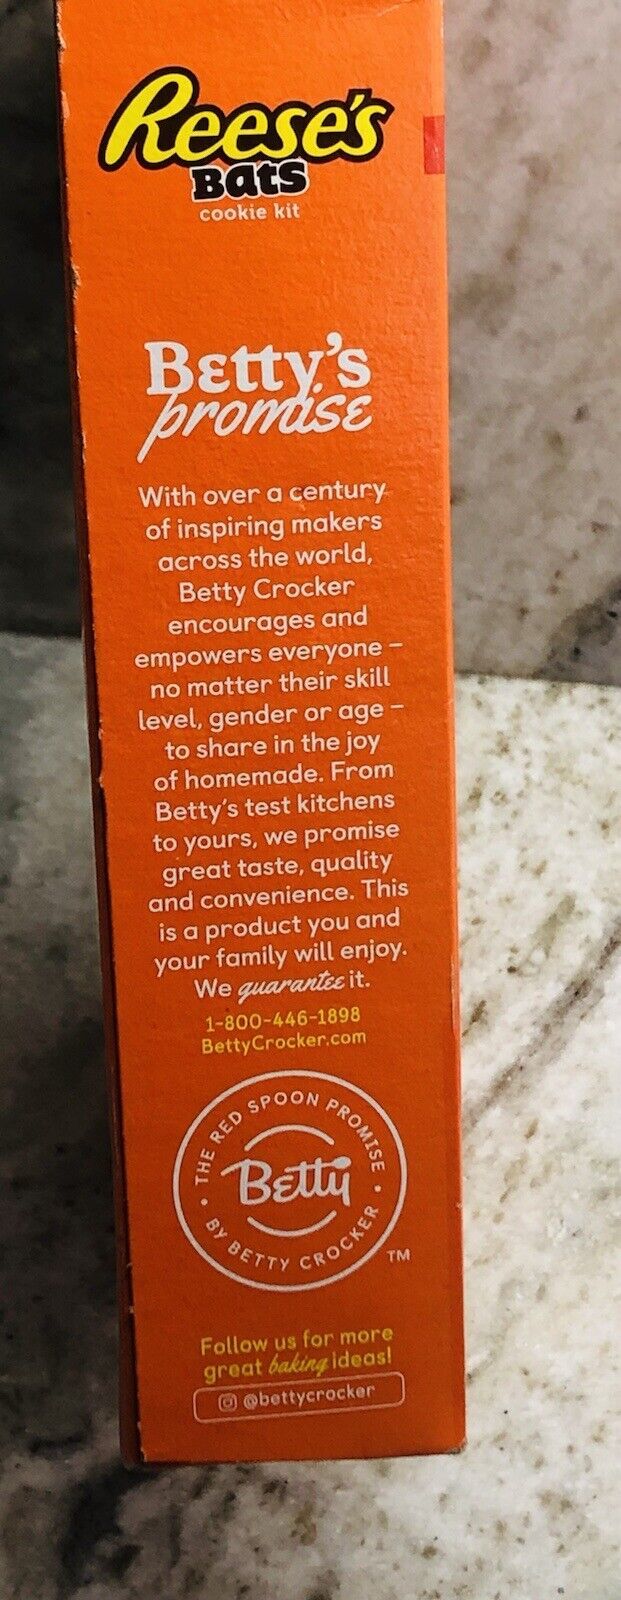 Reese's
Bats
cookie kit
Betty's
promise
With over a century
of inspiring makers
across the world,
Betty Crocker
encourages and
empowers everyone –
no matter their skill
level, gender or age –
to share in the joy
of homemade. From
Betty's test kitchens
to yours, we promise
great taste, quality
and convenience. This
is a product you and
your family will enjoy.
We guarantee it.
1-800-446-1898
BettyCrocker.com
• THE RED SPOON PROMISE •
Betty
BY BETTY CROCKER
TM
Follow us for more
great baking ideas!
@bettycrocker